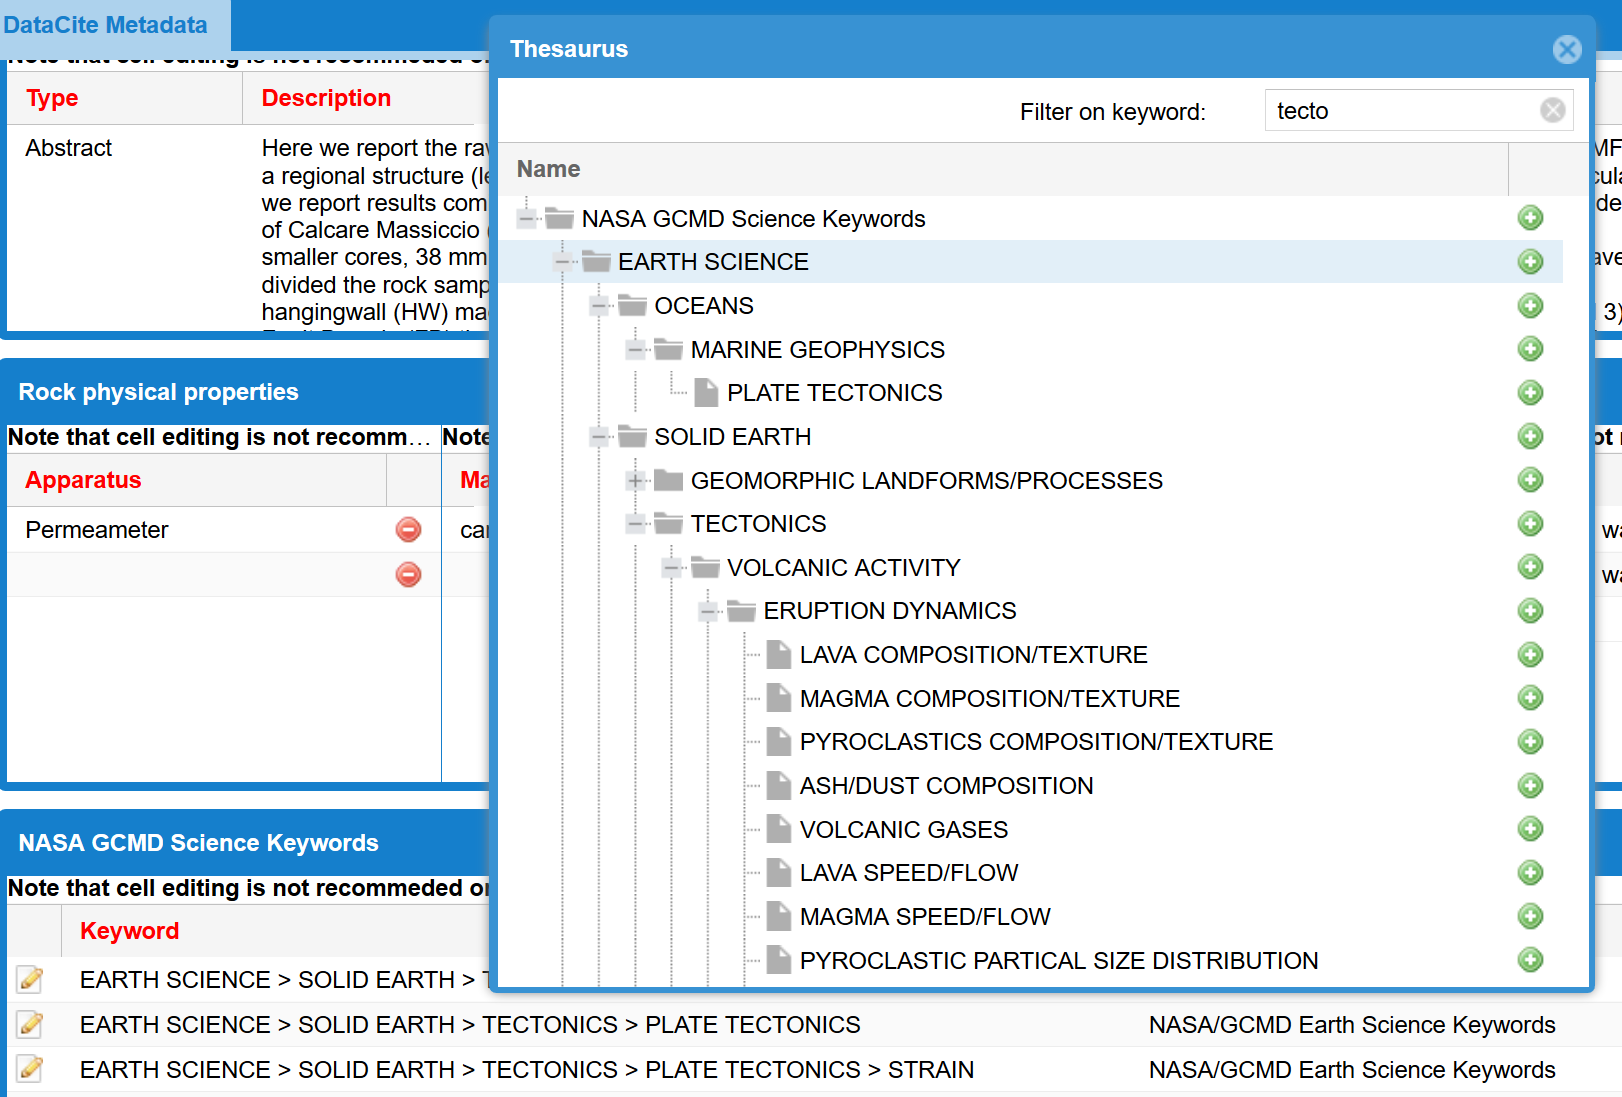 DataCite Metadata
Type Description
Abstract Here we report the
a regional structure
we report results com
of Calcare Massiccio
smaller cores, 38 mm
divided the rock samp
hangingwall (HW)
3)
Rock physical properties
Note that cell editing is not recomm… Note
Apparatus
Permeameter
NASA GCMD Science Keywords
Note that cell editing is not recommeded
Keyword
EARTH SCIENCE > SOLID EARTH >
EARTH SCIENCE > SOLID EARTH > TECTONICS > PLATE TECTONICS NASA/GCMD Earth Science Keywords
EARTH SCIENCE > SOLID EARTH > TECTONICS > PLATE TECTONICS > STRAIN NASA/GCMD Earth Science Keywords
Thesaurus
Filter on keyword: tecto
Name
NASA GCMD Science Keywords
EARTH SCIENCE
OCEANS
MARINE GEOPHYSICS
PLATE TECTONICS
SOLID EARTH
GEOMORPHIC LANDFORMS/PROCESSES
TECTONICS
VOLCANIC ACTIVITY
ERUPTION DYNAMICS
LAVA COMPOSITION/TEXTURE
MAGMA COMPOSITION/TEXTURE
PYROCLASTICS COMPOSITION/TEXTURE
ASH/DUST COMPOSITION
VOLCANIC GASES
LAVA SPEED/FLOW
MAGMA SPEED/FLOW
PYROCLASTIC PARTICAL SIZE DISTRIBUTION